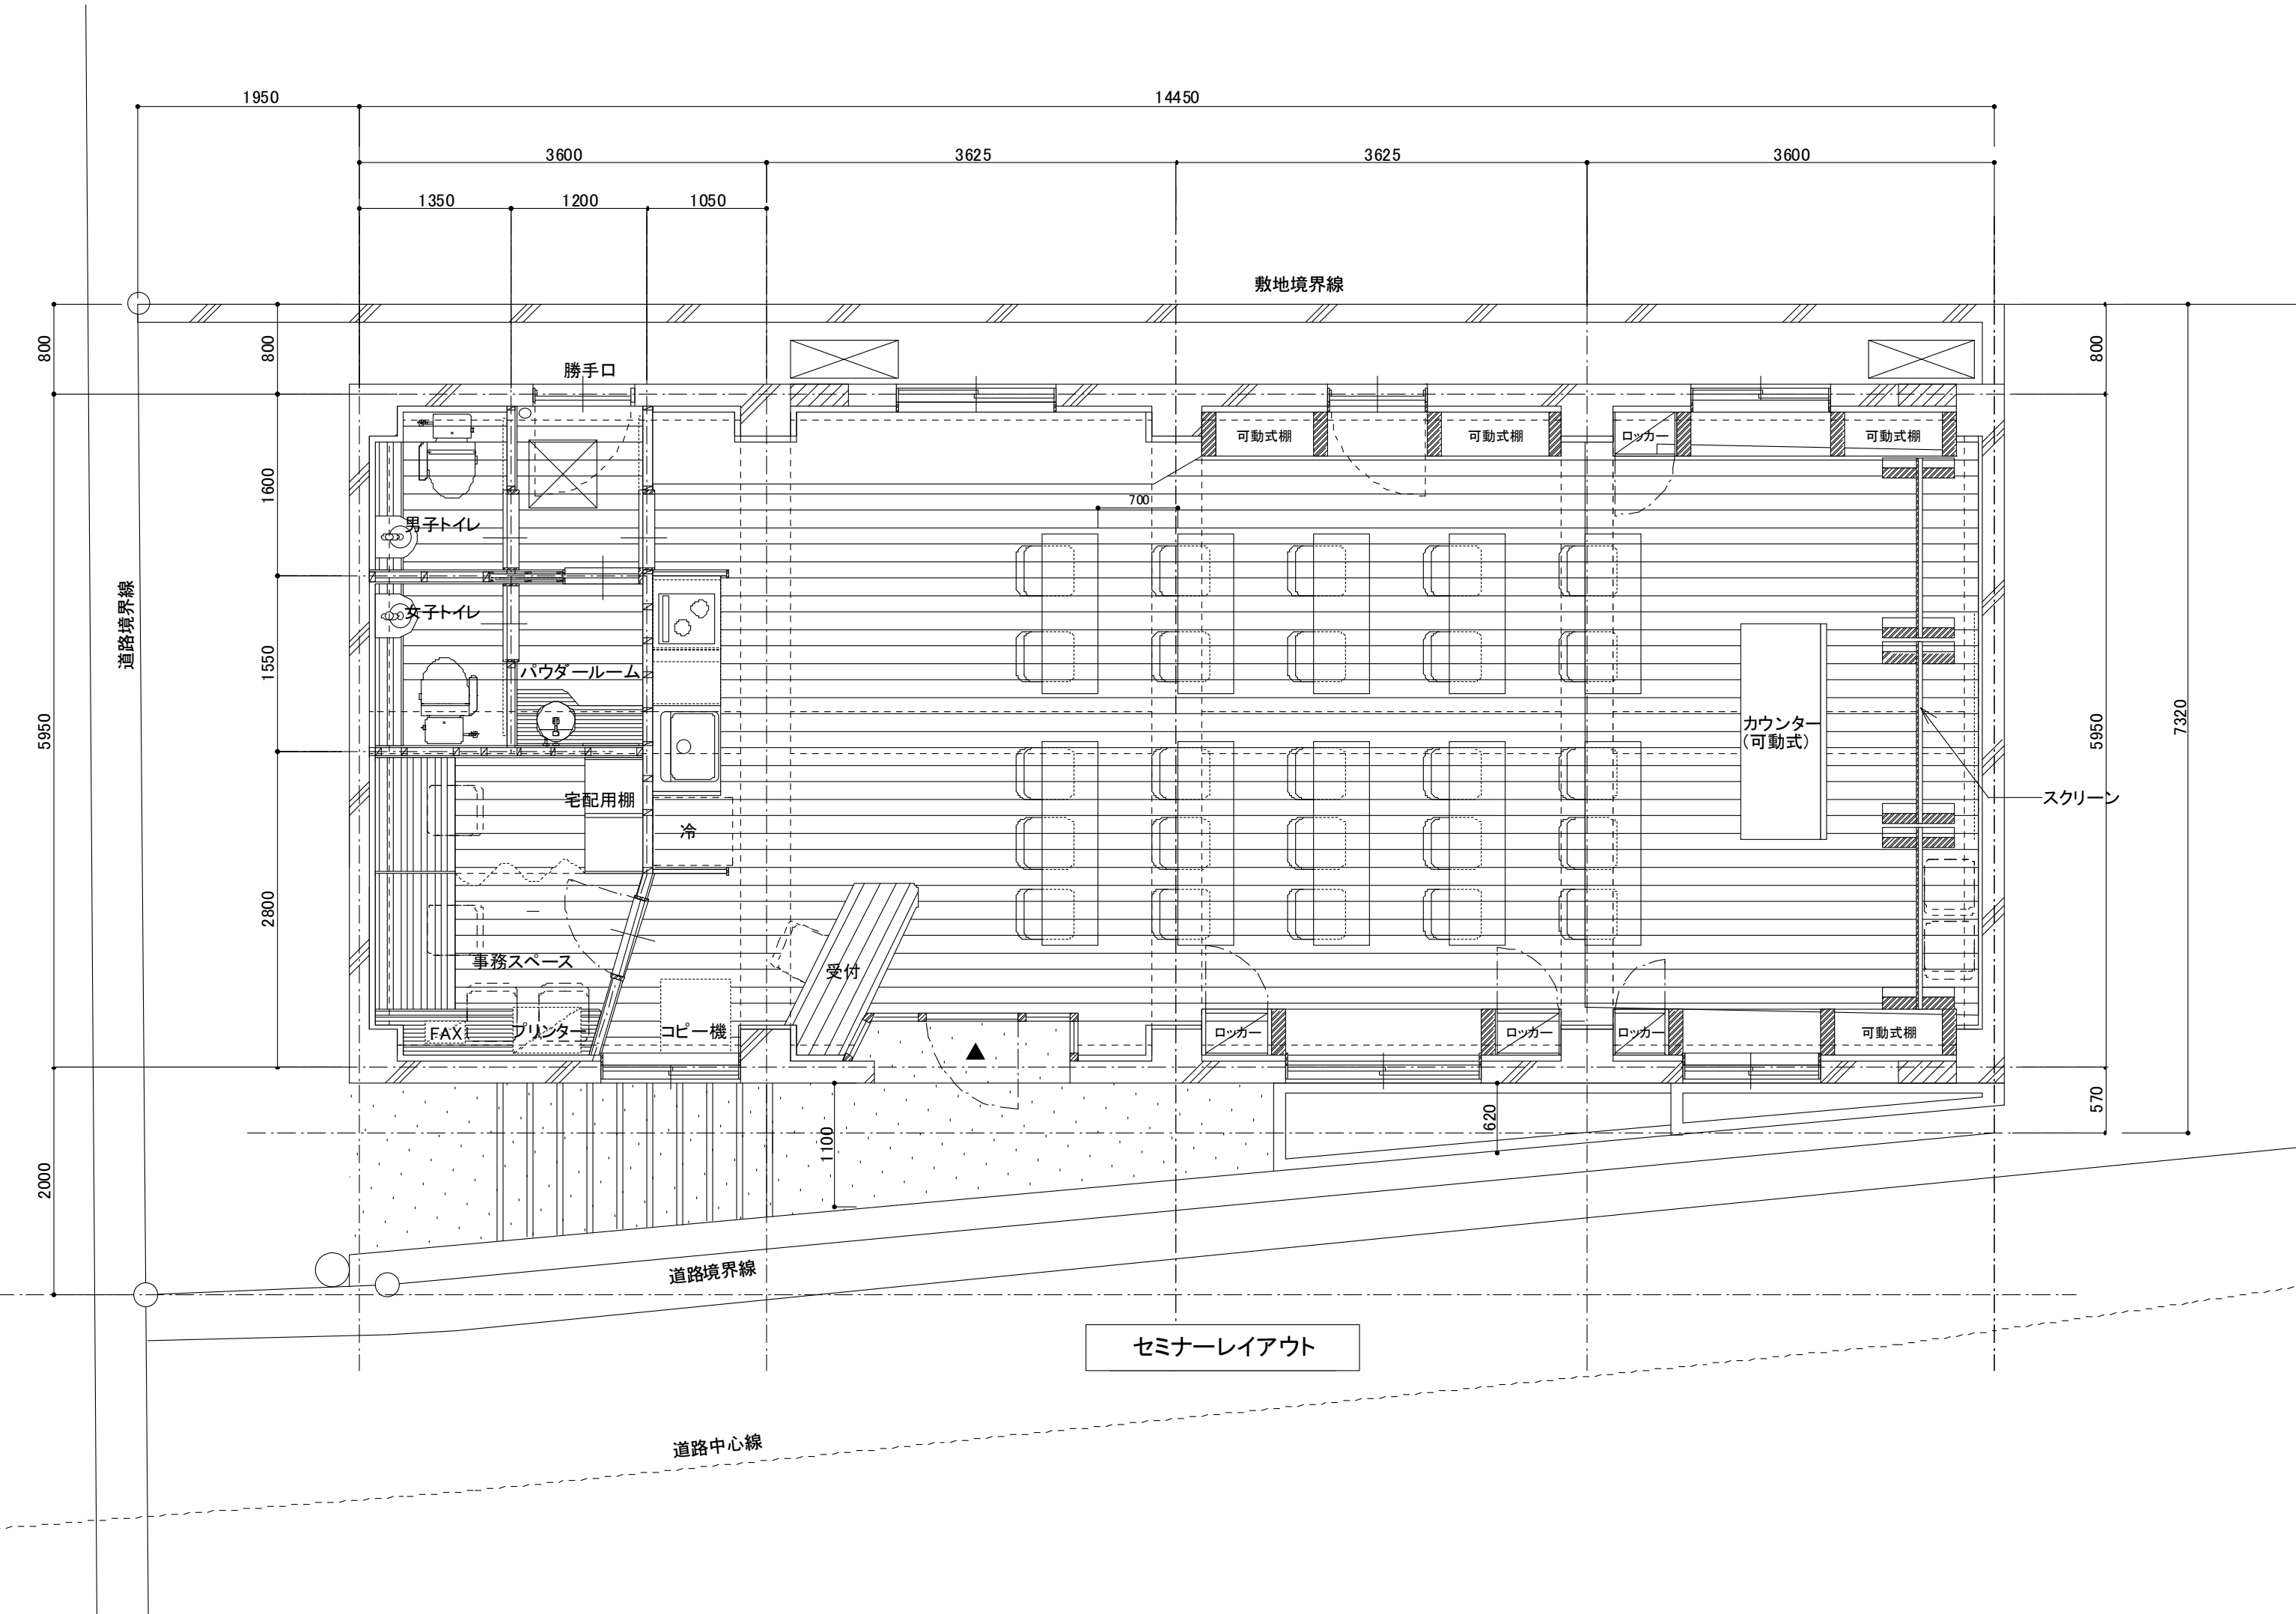 1950
14450
3600
3625
3625
3600
1350
1200
1050
敷地境界線
800
800
800
勝手口
可動式棚
可動式棚
ロッカー
可動式棚
1600
700
男子トイレ
道路境界線
女子トイレ
1550
パウダールーム
5950
カウンター
(可動式)
5950
7320
宅配用棚
スクリーン
冷
2800
事務スペース
受付
FAX
プリンター
コピー機
ロッカー
ロッカー
ロッカー
可動式棚
570
620
1100
2000
道路境界線
セミナーレイアウト
道路中心線